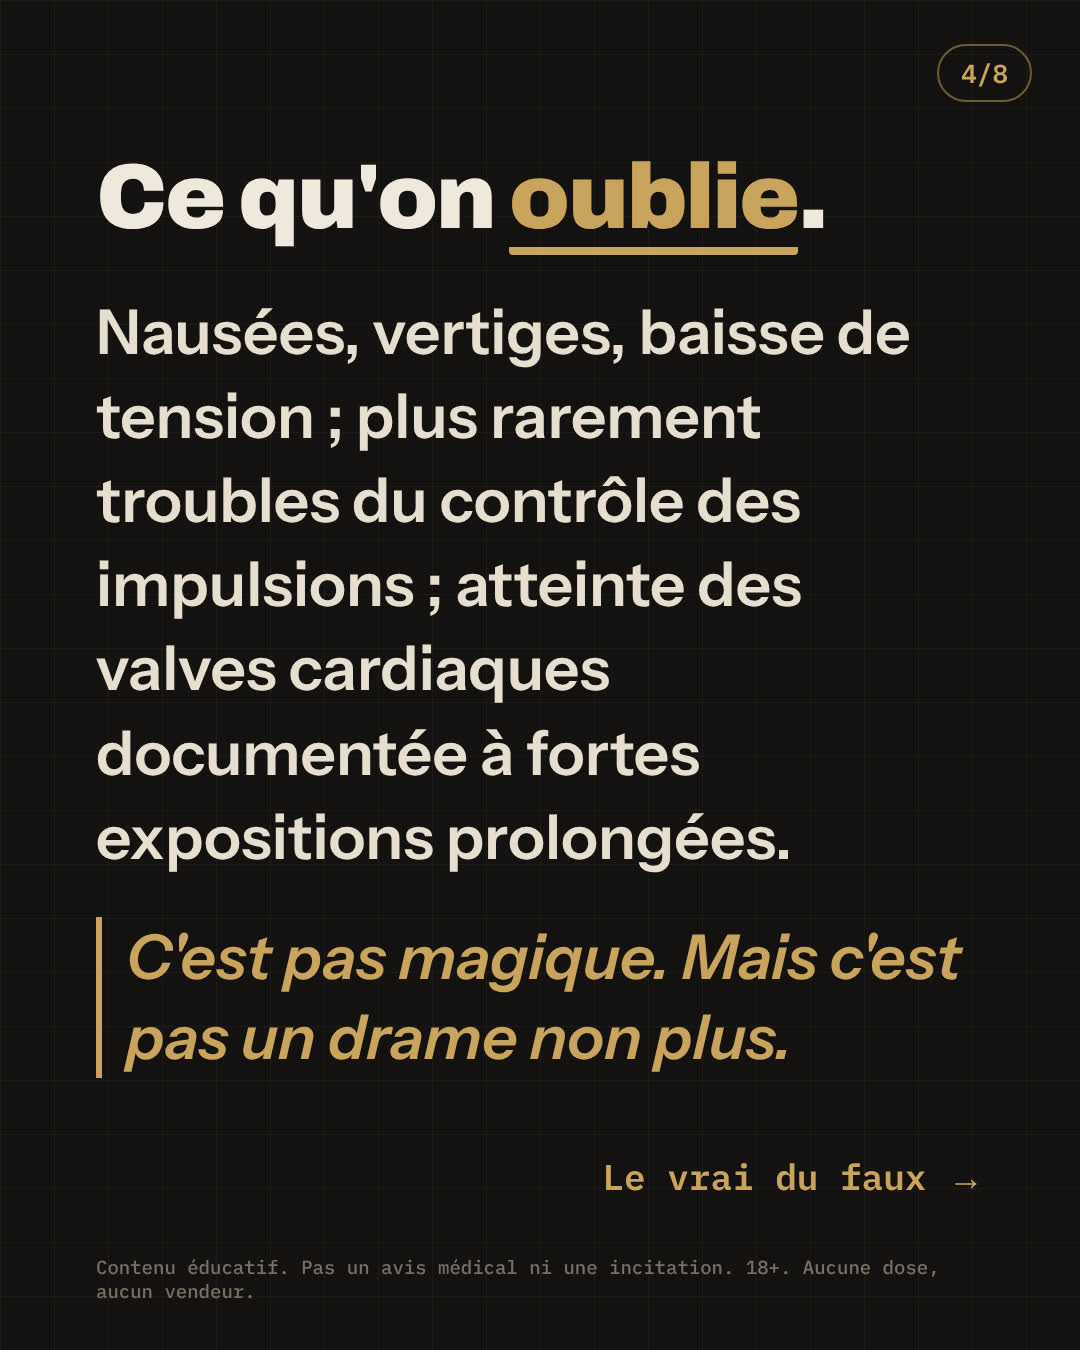 4/8
Ce qu'on oublie.
Nausées, vertiges, baisse de
tension ; plus rarement
troubles du contrôle des
impulsions ; atteinte des
valves cardiaques
documentée à fortes
expositions prolongées.
C'est pas magique. Mais c'est
pas un drame non plus.
Le vrai du faux →
Contenu éducatif. Pas un avis médical ni une incitation. 18+. Aucune dose,
aucun vendeur.